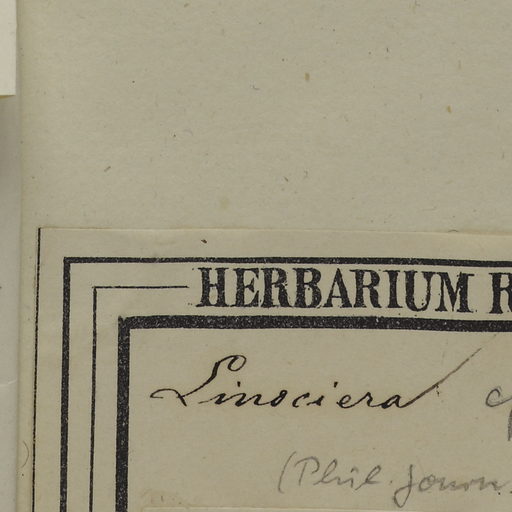 HERBARIUM
Linociera
(Phil. Journ.